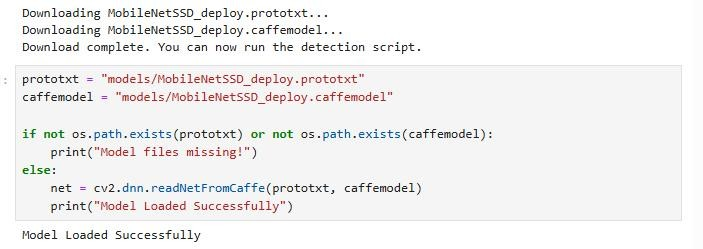 Downloading MobileNetSSD_deploy.prototxt...
Downloading MobileNetSSD_deploy.caffemodel...
Download complete. You can now run the detection script.
:
prototxt = "models/MobileNetSSD_deploy.prototxt"
caffemodel = "models/MobileNetSSD_deploy.caffemodel"
if not os.path.exists(prototxt) or not os.path.exists(caffemodel):
    print("Model files missing!")
else:
    net = cv2.dnn.readNetFromCaffe(prototxt, caffemodel)
    print("Model Loaded Successfully")
Model Loaded Successfully